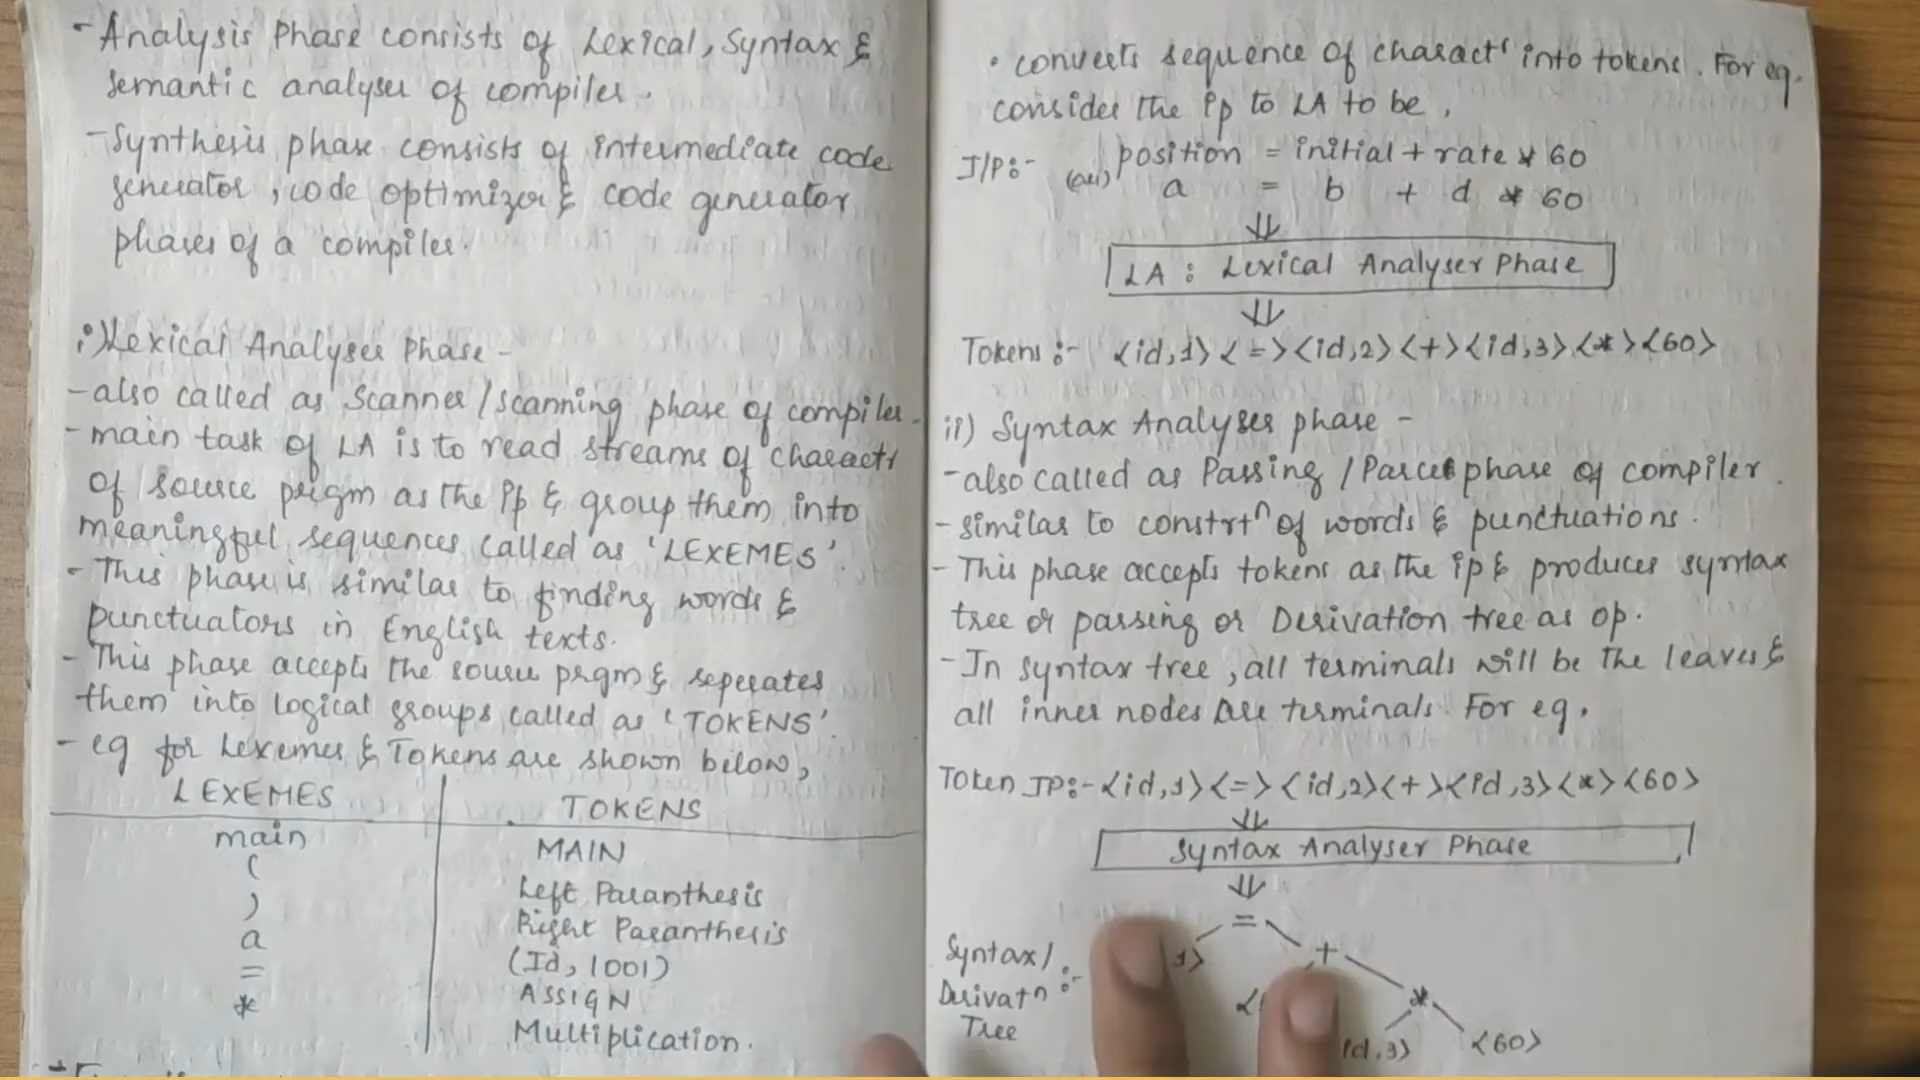 - Analysis Phase consists of Lexical, Syntax &
semantic analyser of compiler.
- Synthesis phase consists of intermediate code
generator, code optimizer & code generator
phases of a compiler.
i) Lexical Analyser Phase -
- also called as Scanner / scanning phase of compiler.
- main task of LA is to read streams of charactr
of source prgm as the ip & group them into
meaningful sequences called as 'LEXEMES'.
- This phase is similar to finding words &
punctuators in English texts.
- This phase accepts the source prgm & seperates
them into logical groups called as 'TOKENS'.
- eg for Lexemes & Tokens are shown below,
LEXEMES TOKENS
main MAIN
( Left Paranthesis
) Right Paranthesis
a (Id, 1001)
= ASSIGN
* Multiplication.
• converts sequence of charactr into tokens. For eg.
consider the ip to LA to be,
I/P:- position = initial + rate * 60
a = b + d * 60
LA : Lexical Analyser Phase
Tokens :- <id,1> <=> <id,2> <+> <id,3> <*> <60>
ii) Syntax Analyser phase -
- also called as Passing / Parcer phase of compiler.
- similar to constrtn of words & punctuations.
- This phase accepts tokens as the ip & produces syntax
tree or parsing or Derivation tree as op.
- In syntax tree, all terminals will be the leaves &
all inner nodes are terminals. For eg.
Token IP:- <id,1> <=> <id,2> <+> <id,3> <*> <60>
Syntax Analyser Phase
=
Syntax/ 1> +
Derivatn :- <i *
Tree id,3> <60>